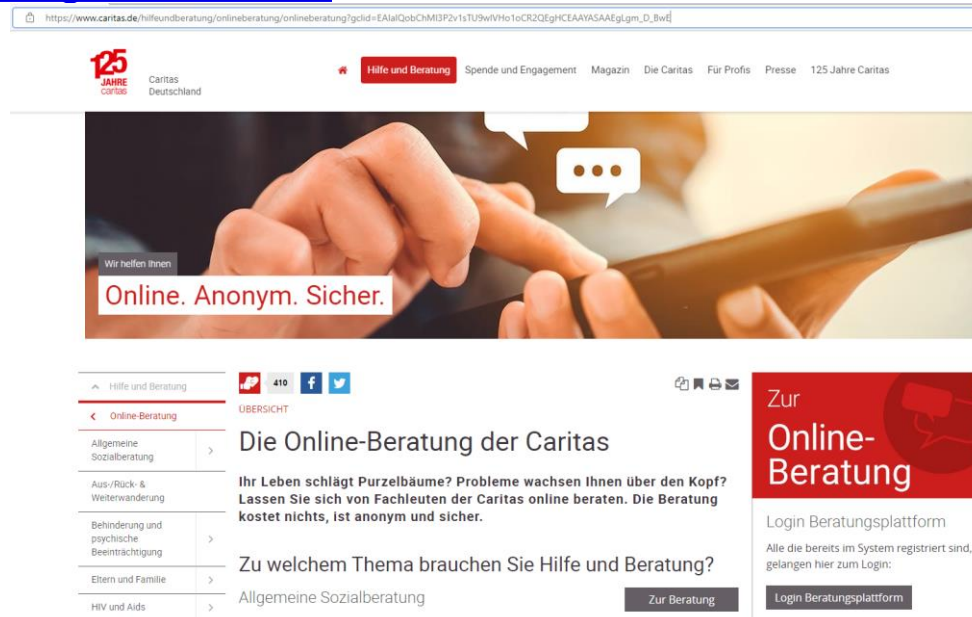 https://www.caritas.de/hilfeundberatung/onlineberatung/onlineberatung?gclid=EAIaIQobChMI3P2v1sTU9wIVHo1oCR2QEgHCEAAYASAAEgLgm_D_BwE
125
JAHRE
caritas
Caritas
Deutschland
Hilfe und Beratung
Spende und Engagement
Magazin
Die Caritas
Für Profis
Presse
125 Jahre Caritas
Wir helfen Ihnen
Online. Anonym. Sicher.
Hilfe und Beratung
Online-Beratung
Allgemeine
Sozialberatung
Aus-/Rück- &
Weiterwanderung
Behinderung und
psychische
Beeinträchtigung
Eltern und Familie
HIV und Aids
410
ÜBERSICHT
Die Online-Beratung der Caritas
Ihr Leben schlägt Purzelbäume? Probleme wachsen Ihnen über den Kopf?
Lassen Sie sich von Fachleuten der Caritas online beraten. Die Beratung
kostet nichts, ist anonym und sicher.
Zu welchem Thema brauchen Sie Hilfe und Beratung?
Allgemeine Sozialberatung
Zur Beratung
Zur
Online-
Beratung
Login Beratungsplattform
Alle die bereits im System registriert sind,
gelangen hier zum Login:
Login Beratungsplattform